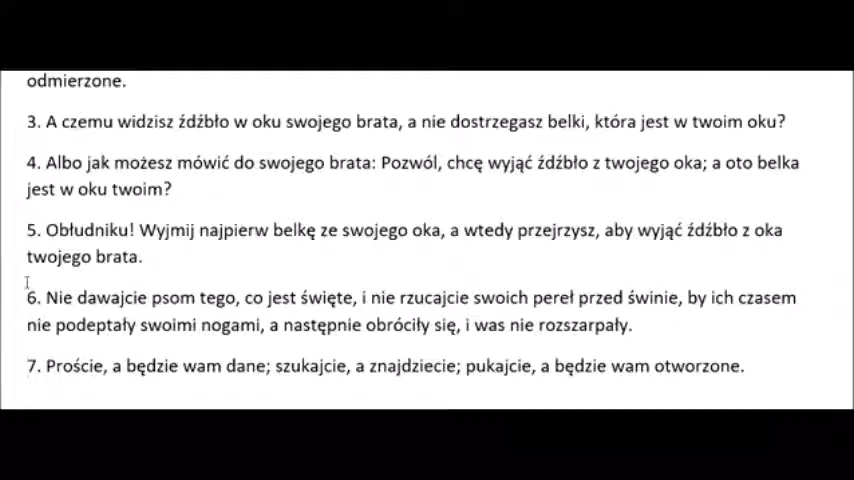 odmierzone.
3. A czemu widzisz źdźbło w oku swojego brata, a nie dostrzegasz belki, która jest w twoim oku?
4. Albo jak możesz mówić do swojego brata: Pozwól, chcę wyjąć źdźbło z twojego oka; a oto belka
jest w oku twoim?
5. Obłudniku! Wyjmij najpierw belkę ze swojego oka, a wtedy przejrzysz, aby wyjąć źdźbło z oka
twojego brata.
6. Nie dawajcie psom tego, co jest święte, i nie rzucajcie swoich pereł przed świnie, by ich czasem
nie podeptały swoimi nogami, a następnie obróciły się, i was nie rozszarpały.
7. Proście, a będzie wam dane; szukajcie, a znajdziecie; pukajcie, a będzie wam otworzone.